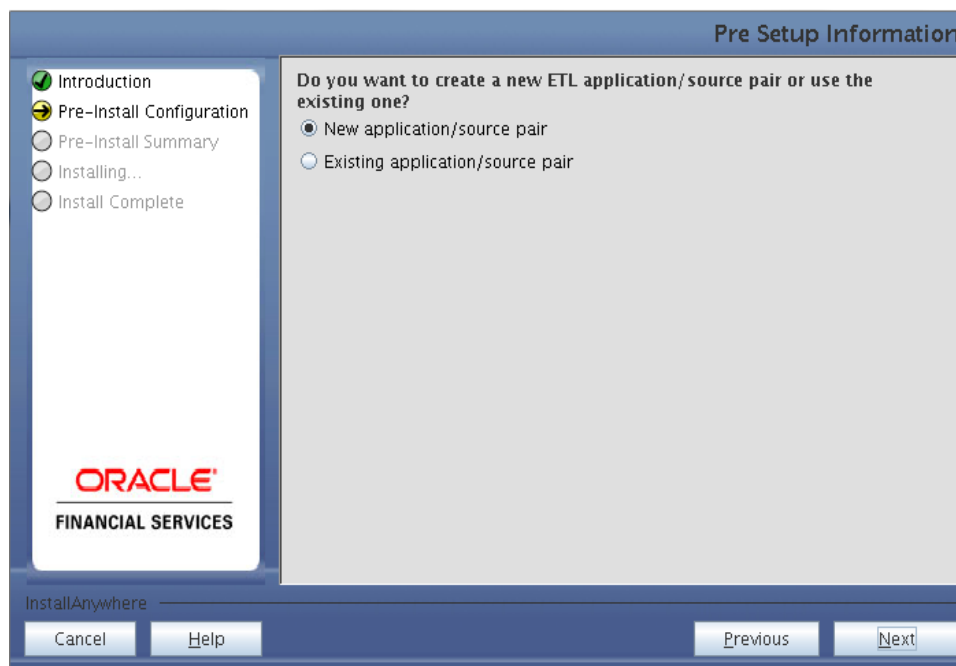 Pre Setup Information
Introduction
Pre-Install Configuration
Pre-Install Summary
Installing...
Install Complete
ORACLE
FINANCIAL SERVICES
Do you want to create a new ETL application/source pair or use the
existing one?
New application/source pair
Existing application/source pair
InstallAnywhere
Cancel
Help
Previous
Next